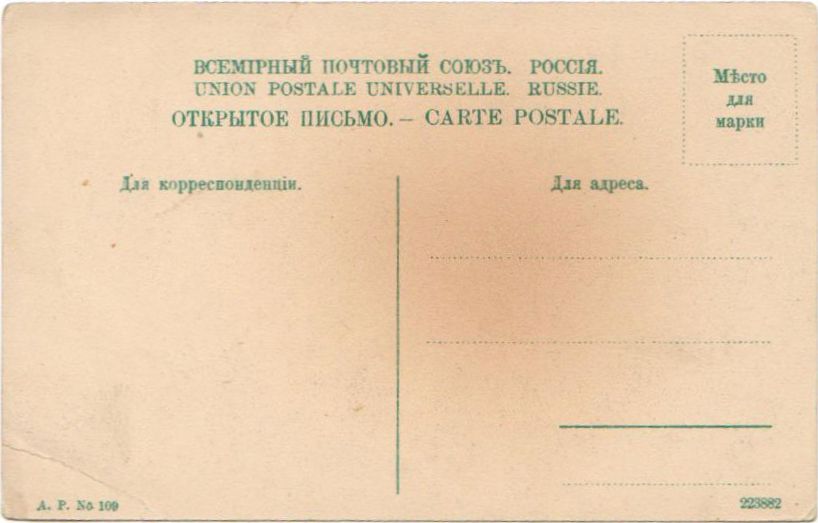 ВСЕМІРНЫЙ ПОЧТОВЫЙ СОЮЗЪ. РОССІЯ.
UNION POSTALE UNIVERSELLE. RUSSIE.
ОТКРЫТОЕ ПИСЬМО. – CARTE POSTALE.
Мѣсто
для
марки
Для корреспонденціи.
Для адреса.
A. P. No 109
223882